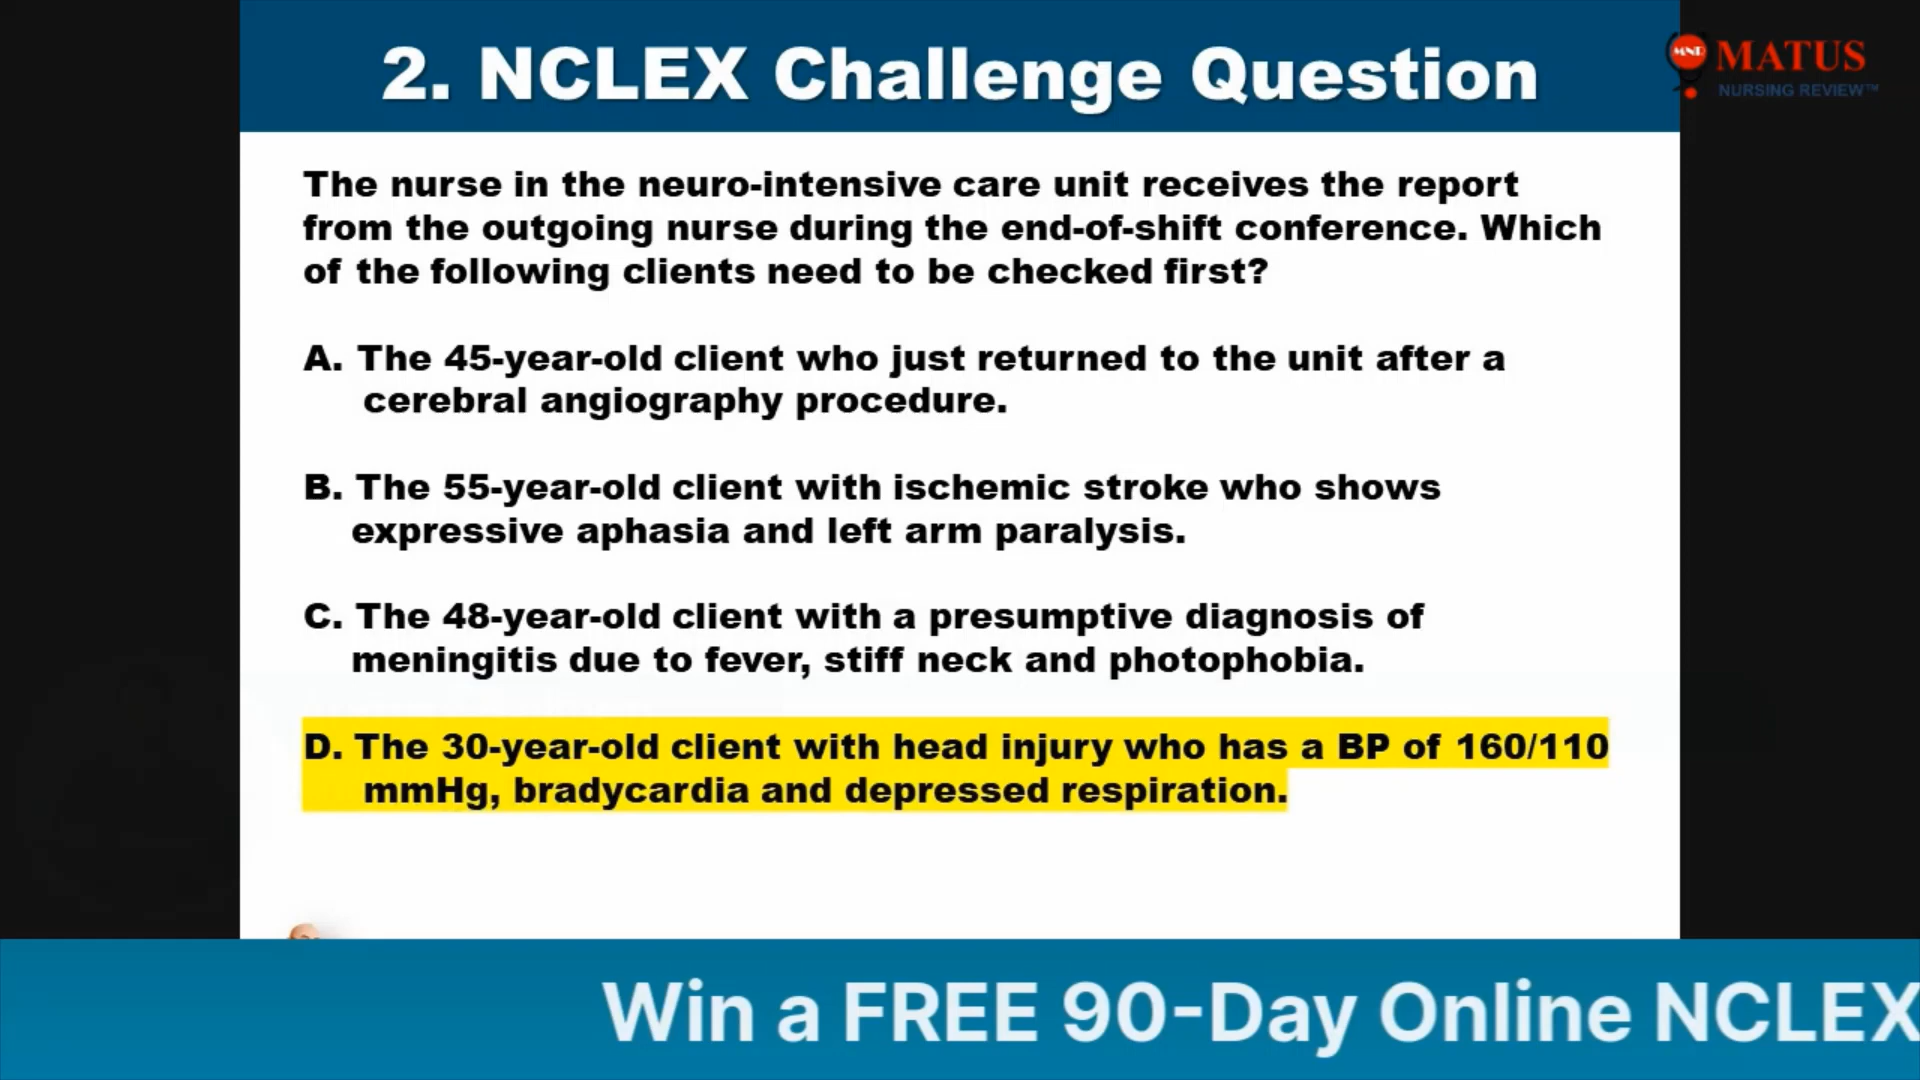 2. NCLEX Challenge Question
MNR MATUS
NURSING REVIEW™
The nurse in the neuro-intensive care unit receives the report
from the outgoing nurse during the end-of-shift conference. Which
of the following clients need to be checked first?
A. The 45-year-old client who just returned to the unit after a
cerebral angiography procedure.
B. The 55-year-old client with ischemic stroke who shows
expressive aphasia and left arm paralysis.
C. The 48-year-old client with a presumptive diagnosis of
meningitis due to fever, stiff neck and photophobia.
D. The 30-year-old client with head injury who has a BP of 160/110
mmHg, bradycardia and depressed respiration.
Win a FREE 90-Day Online NCLEX